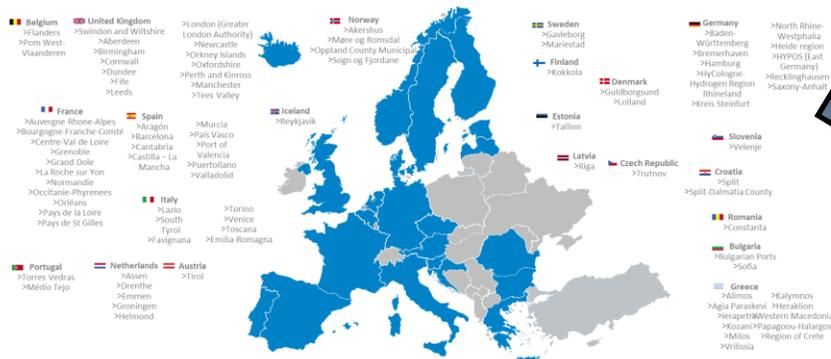 Belgium
>Flanders
>Pom West-
Vlaanderen
United Kingdom
>Swindon and Wiltshire
>Aberdeen
>Birmingham
>Cornwall
>Dundee
>Fife
>Leeds
>London (Greater
London Authority)
>Newcastle
>Orkney Islands
>Oxfordshire
>Perth and Kinross
>Manchester
>Tees Valley
Norway
>Akershus
>Møre og Romsdal
>Oppland County Municipal
>Sogn og Fjordane
Sweden
>Gavleborg
>Mariestad
Finland
>Kokkola
Denmark
>Guldborgsund
>Lolland
Germany
>Baden-
Württemberg
>Bremerhaven
>Hamburg
>HyCologne-
Hydrogen Region
Rhineland
>Kreis Steinfurt
>North Rhine-
Westphalia
>Heide region
>HYPOS (East
Germany)
>Recklinghausen
>Saxony-Anhalt
France
>Auvergne Rhone-Alpes
>Bourgogne-Franche-Comté
>Centre-Val de Loire
>Grenoble
>Grand Dole
>La Roche sur Yon
>Normandie
>Occitanie-Phyrenees
>Orléans
>Pays de la Loire
>Pays de St Gilles
Spain
>Aragón
>Barcelona
>Cantabria
>Castilla – La
Mancha
>Murcia
>País Vasco
>Port of
Valencia
>Puertollano
>Valladolid
Iceland
>Reykjavik
Estonia
>Tallinn
Latvia
>Riga
Czech Republic
>Trutnov
Slovenia
>Velenje
Croatia
>Split
>Split-Dalmatia County
Italy
>Lazio
>South
Tyrol
>Favignana
>Torino
>Venice
>Toscana
>Emilia-Romagna
Romania
>Constanta
Bulgaria
>Bulgarian Ports
>Sofia
Portugal
>Torres Vedras
>Médio Tejo
Netherlands
>Assen
>Drenthe
>Emmen
>Groningen
>Helmond
Austria
>Tirol
Greece
>Alimos
>Agia Paraskevi
>Ierapetra
>Kozani
>Milos
>Vrilissia
>Kalymnos
>Heraklion
>Western Macedonia
>Papagoou-Halargos
>Region of Crete